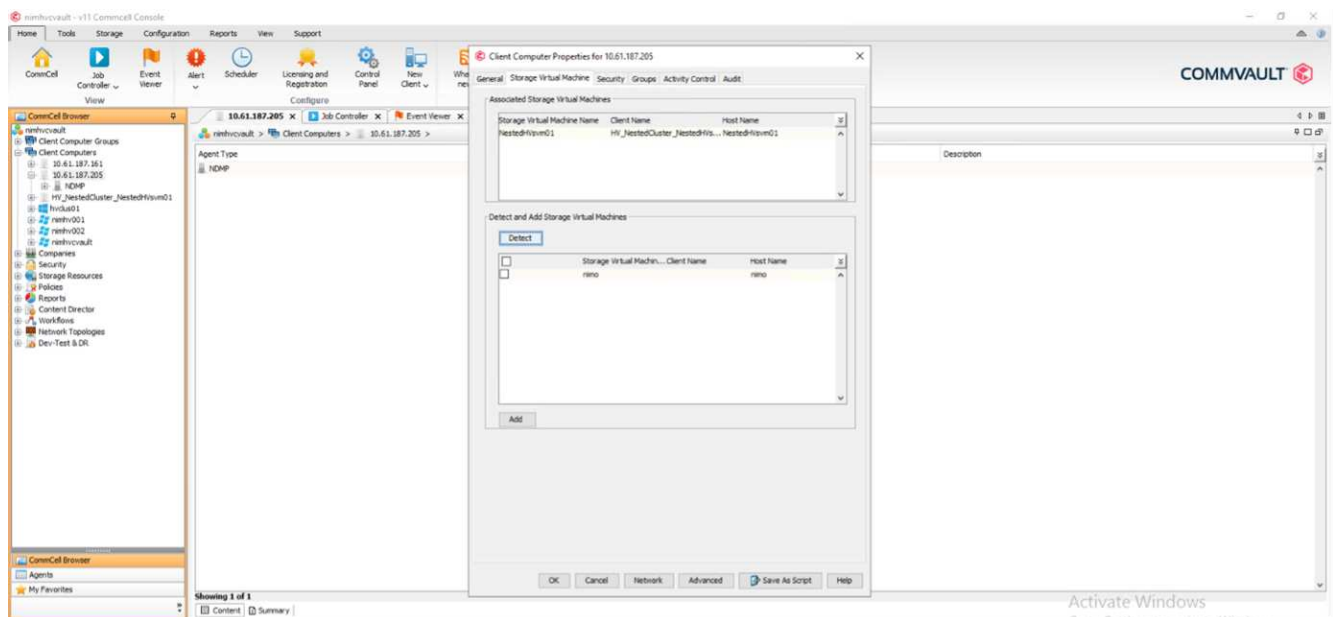 nimhvcvault - v11 Commcell Console
Home Tools Storage Configuration Reports View Support
CommCell
Job Controller
Event Viewer
Alert
Scheduler
Licensing and Registration
Control Panel
New Client
View
Configure
COMMVAULT
CommCell Browser
nimhvcvault
Client Computer Groups
Client Computers
10.61.187.161
10.61.187.205
NDMP
HV_NestedCluster_NestedHVsvm01
hvclus01
nimhv001
nimhv002
nimhvcvault
Companies
Security
Storage Resources
Policies
Reports
Content Director
Workflows
Network Topologies
Dev-Test & DR
CommCell Browser
Agents
My Favorites
10.61.187.205 Job Controller Event Viewer
nimhvcvault > Client Computers > 10.61.187.205 >
Agent Type
NDMP
Description
Showing 1 of 1
Content Summary
Client Computer Properties for 10.61.187.205
General Storage Virtual Machine Security Groups Activity Control Audit
Associated Storage Virtual Machines
Storage Virtual Machine Name Client Name Host Name
NestedHVsvm01 HV_NestedCluster_NestedHVs... NestedHVsvm01
Detect and Add Storage Virtual Machines
Detect
Storage Virtual Machin... Client Name Host Name
nimo nimo
Add
OK Cancel Network Advanced Save As Script Help
Activate Windows